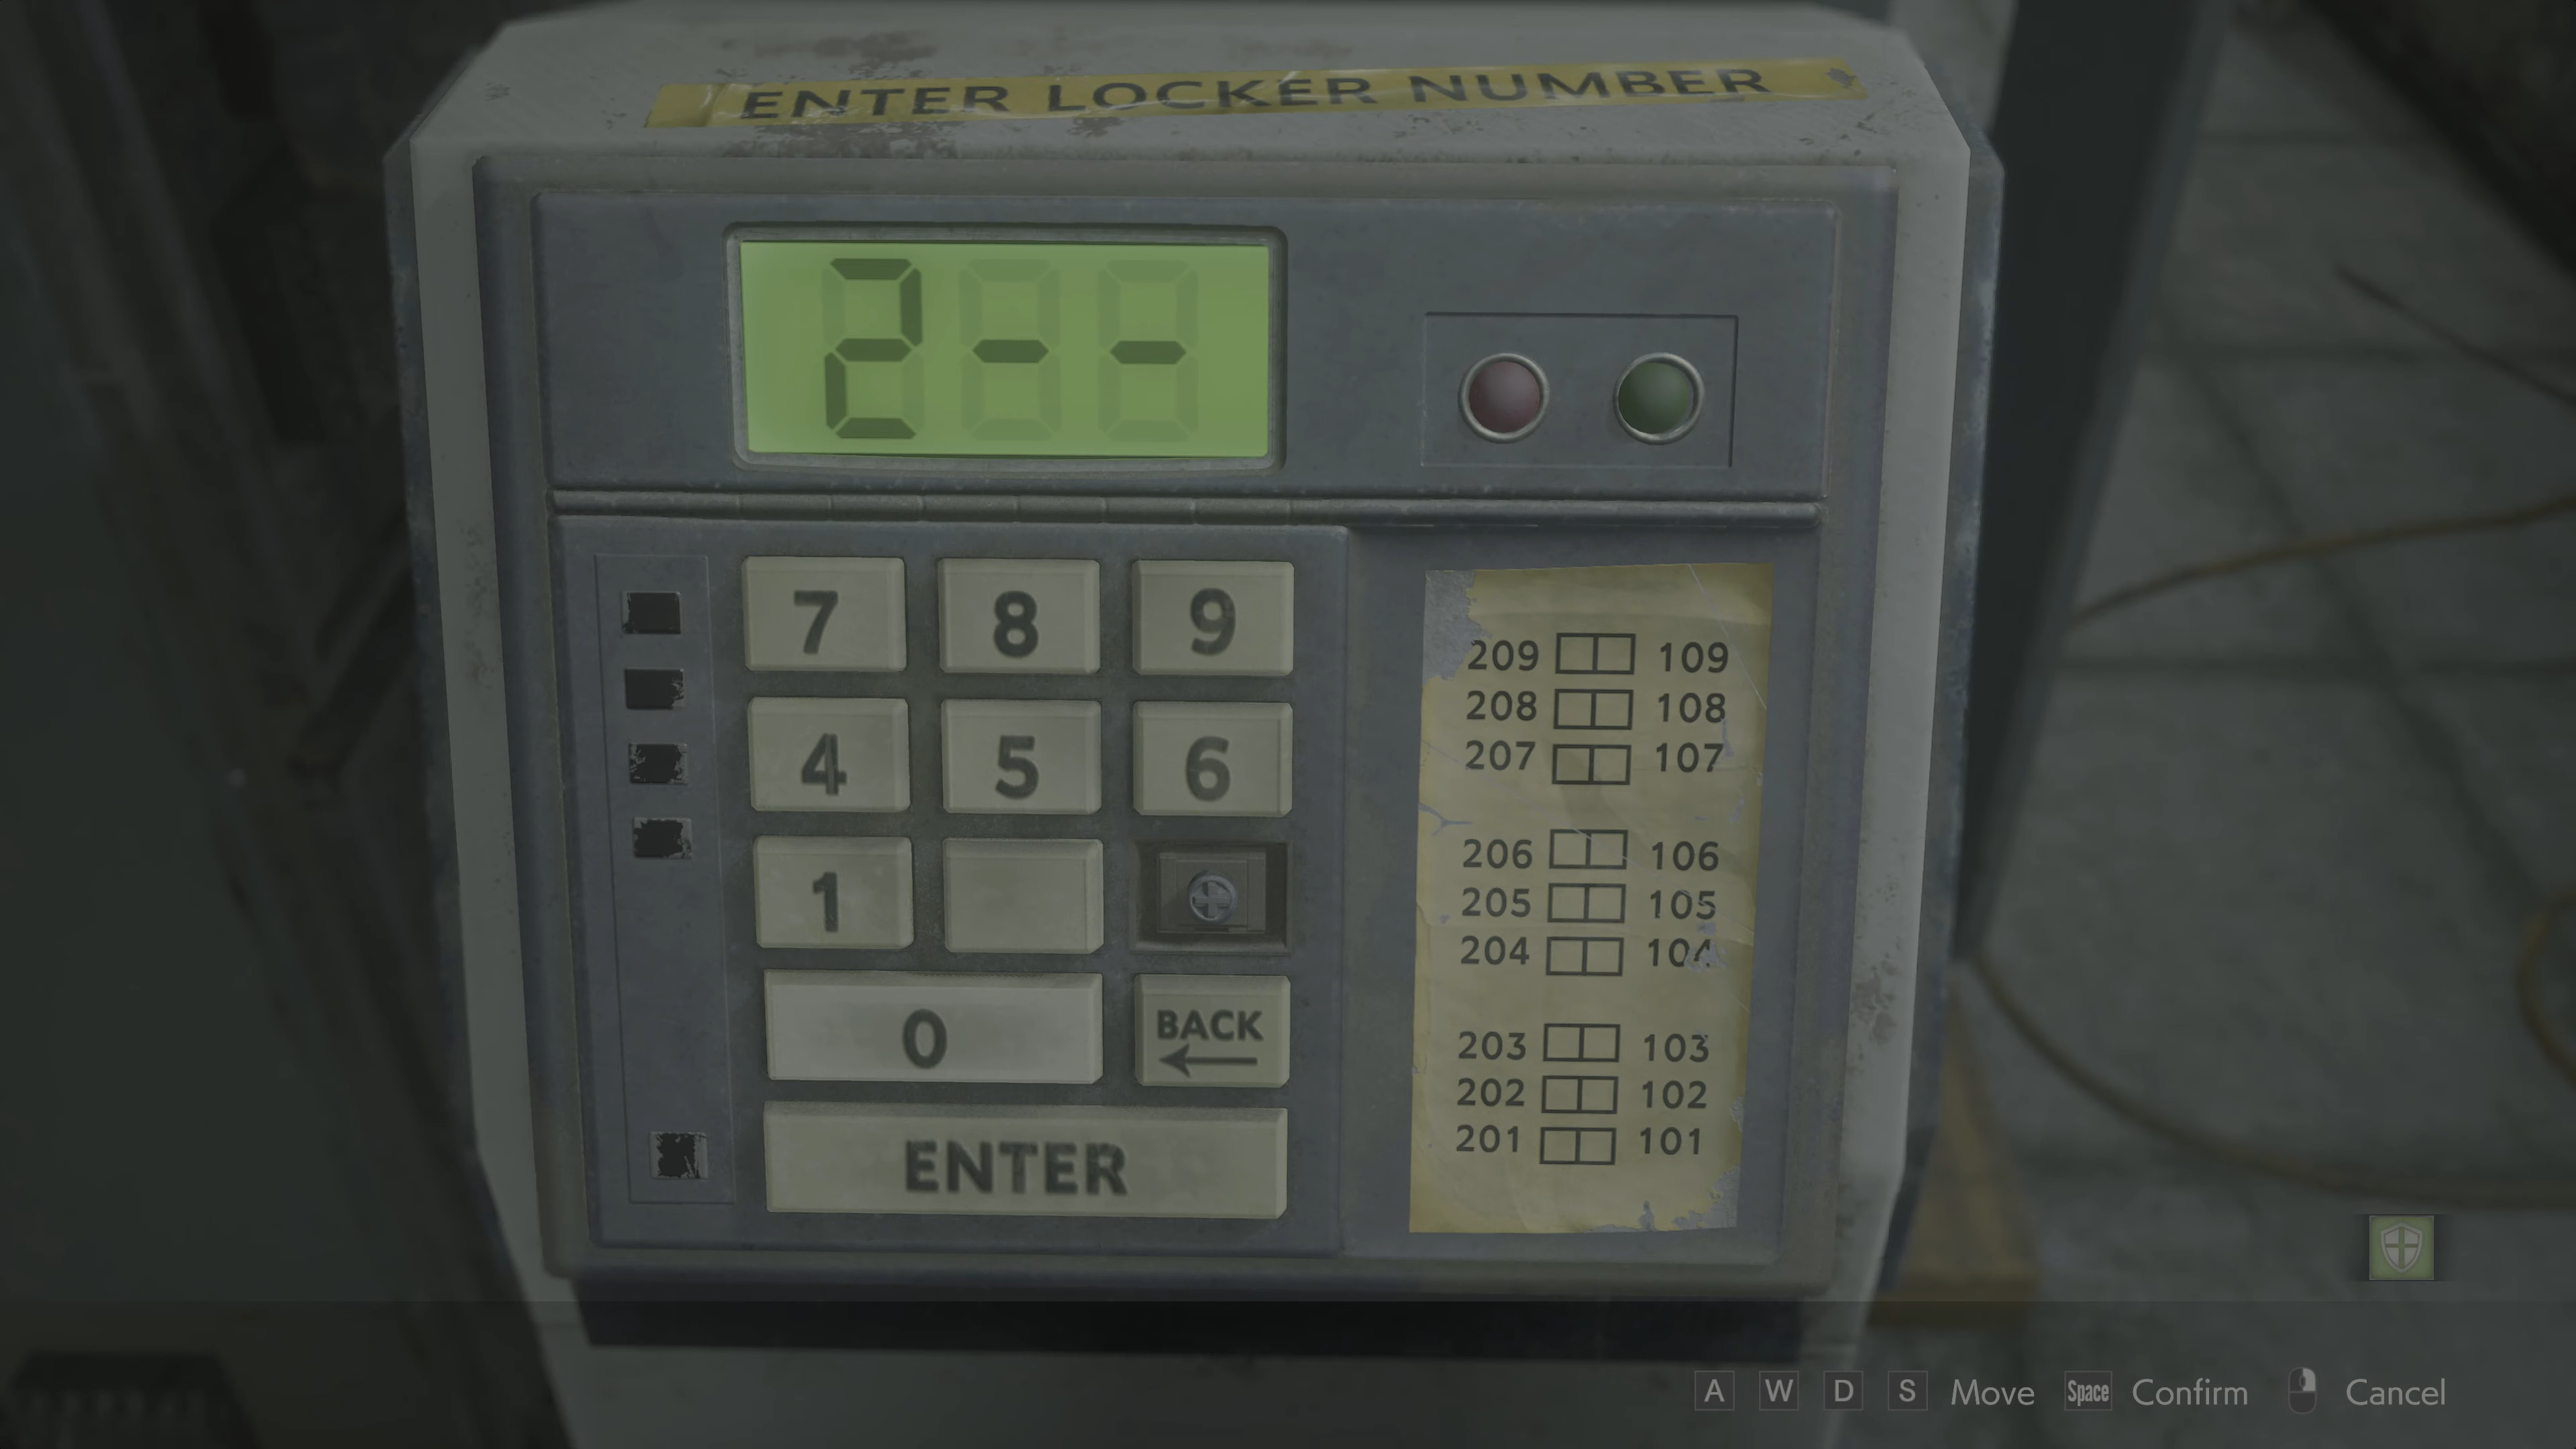 ENTER LOCKER NUMBER
2--
7 8 9
4 5 6
1
0 BACK
ENTER
209 109
208 108
207 107
206 106
205 105
204 104
203 103
202 102
201 101
A W D S Move Space Confirm Cancel